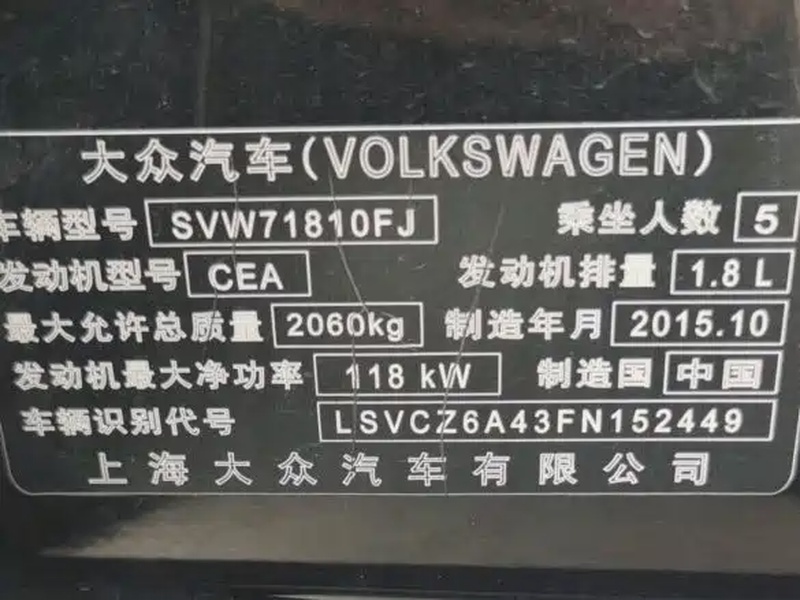 大众汽车(VOLKSWAGEN)
车辆型号 SVW71810FJ 乘坐人数 5
发动机型号 CEA 发动机排量 1.8 L
最大允许总质量 2060kg 制造年月 2015.10
发动机最大净功率 118 kW 制造国 中国
车辆识别代号 LSVCZ6A43FN152449
上海大众汽车有限公司